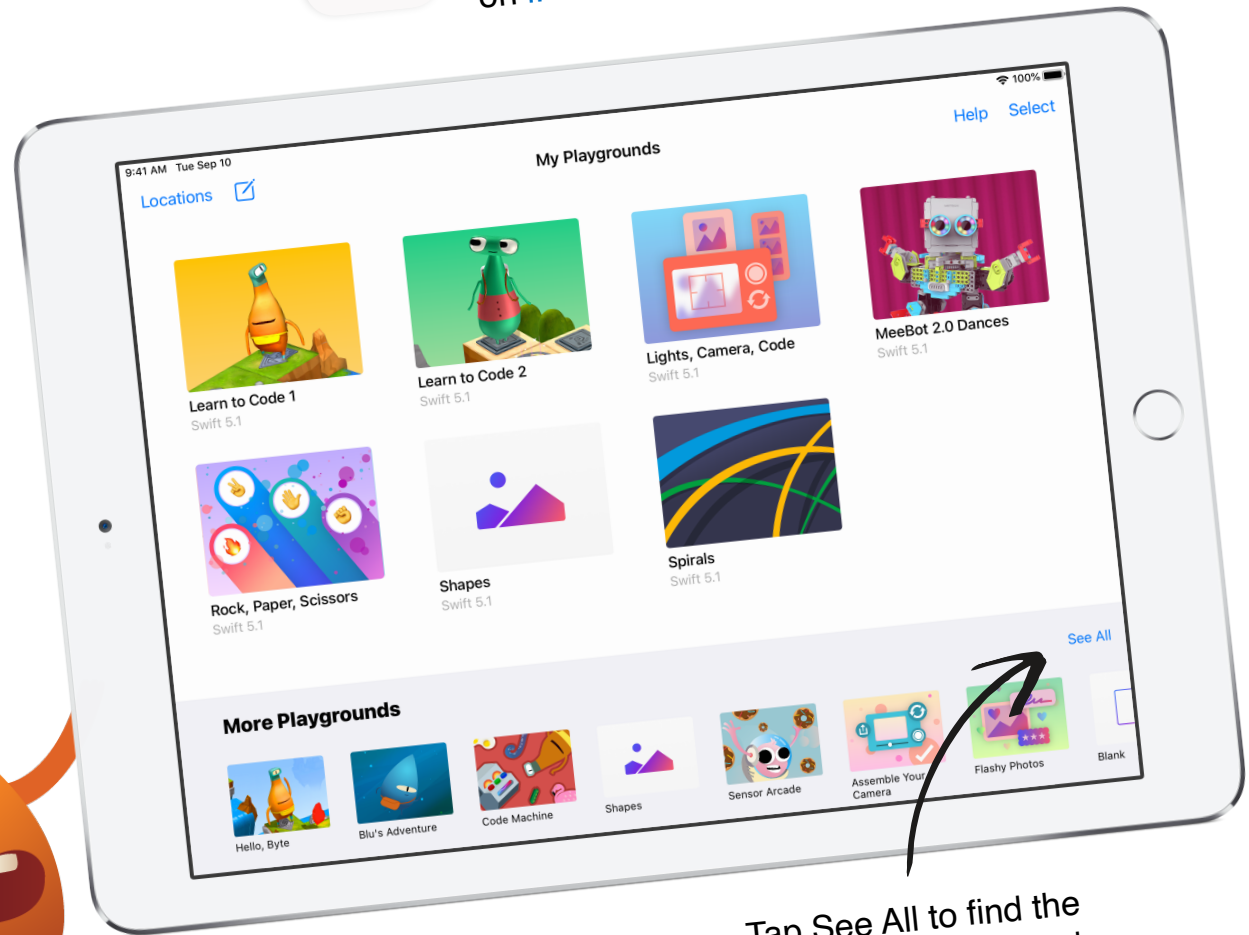 on
9:41 AM Tue Sep 10
100%
Locations
My Playgrounds
Help Select
Learn to Code 1
Swift 5.1
Learn to Code 2
Swift 5.1
Lights, Camera, Code
Swift 5.1
MeeBot 2.0 Dances
Swift 5.1
Rock, Paper, Scissors
Swift 5.1
Shapes
Swift 5.1
Spirals
Swift 5.1
More Playgrounds
See All
Hello, Byte
Blu's Adventure
Code Machine
Shapes
Sensor Arcade
Assemble Your
Camera
Flashy Photos
Blank
Tap See All to find the